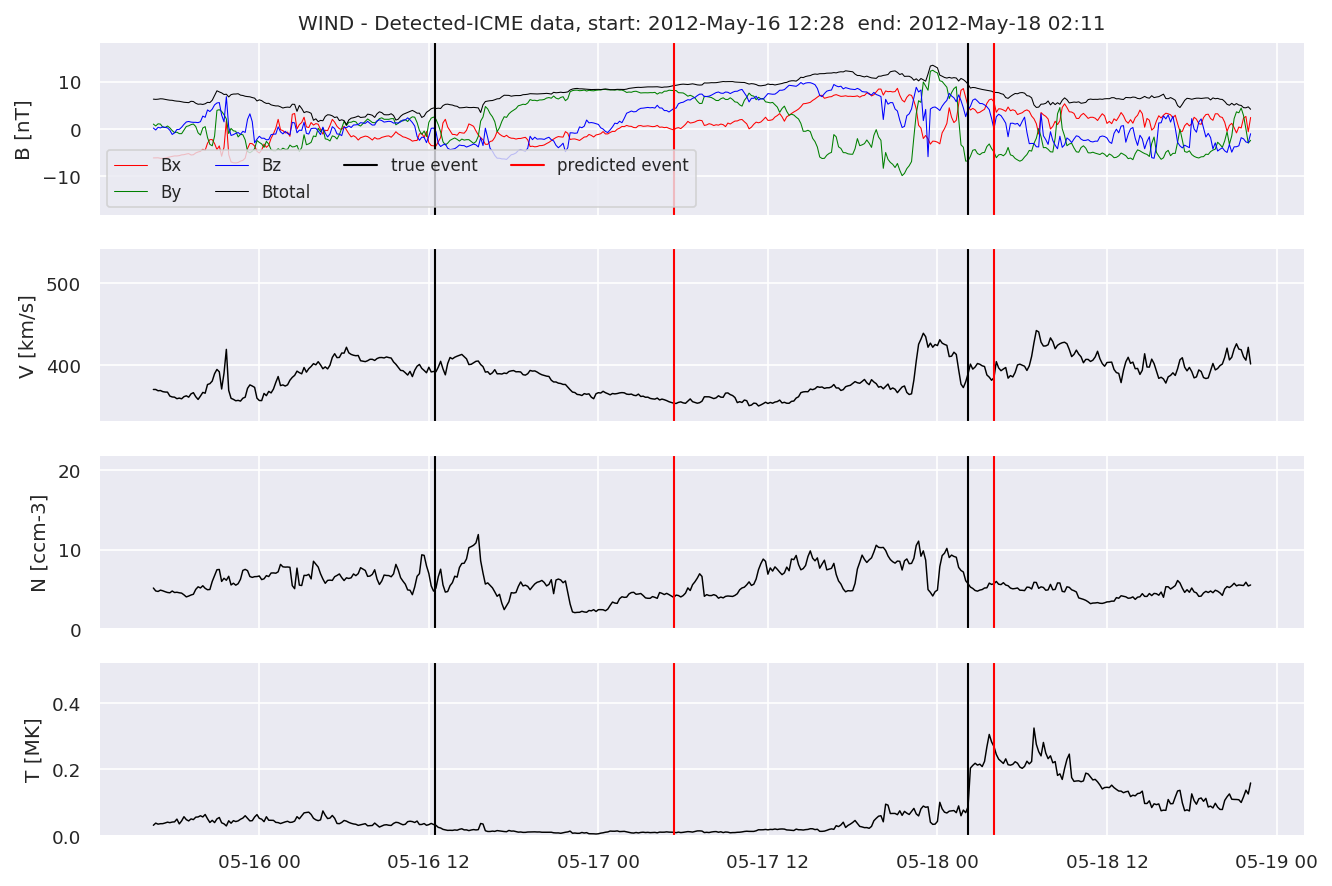 WIND - Detected-ICME data, start: 2012-May-16 12:28  end: 2012-May-18 02:11
B [nT]
10
0
−10
Bx Bz true event predicted event
By Btotal
V [km/s]
500
400
N [ccm-3]
20
10
0
T [MK]
0.4
0.2
0.0
05-16 00 05-16 12 05-17 00 05-17 12 05-18 00 05-18 12 05-19 00